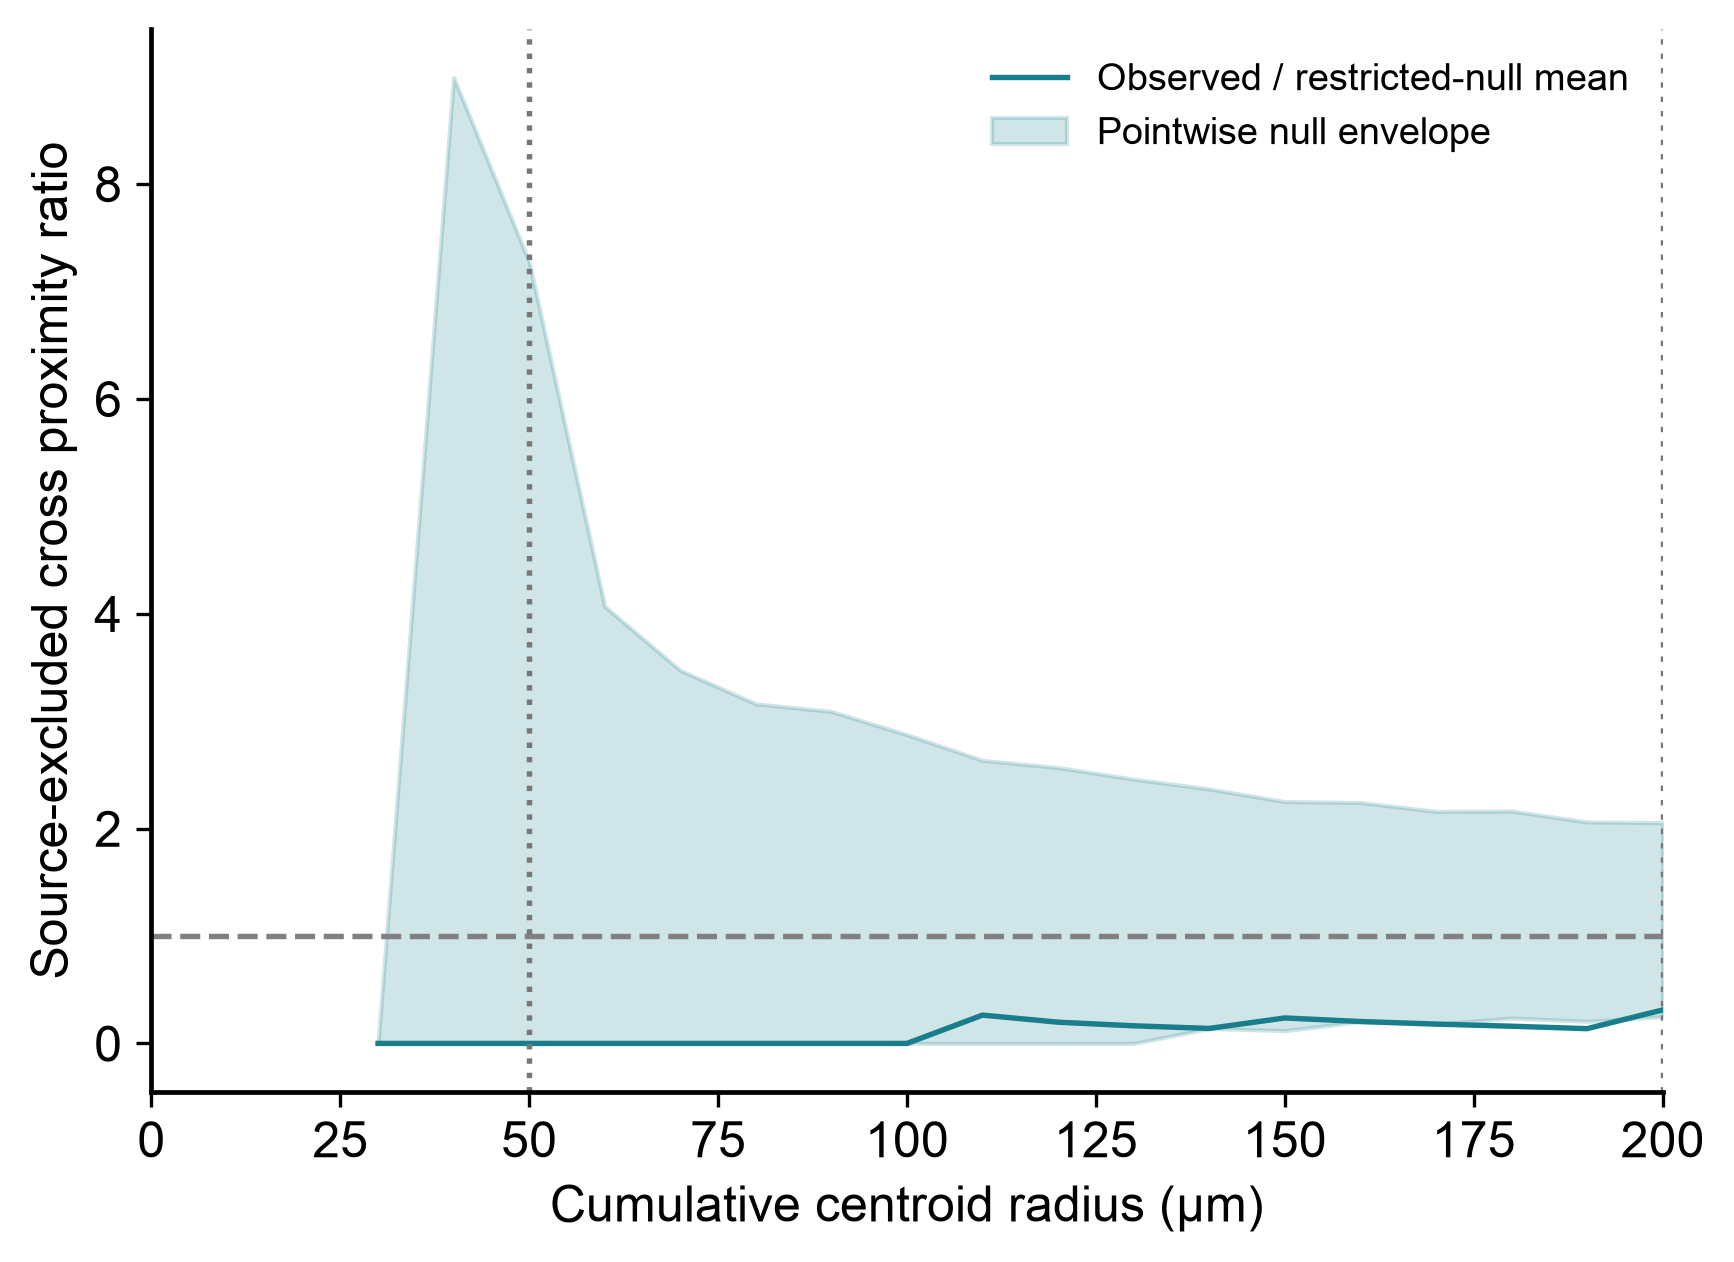 Observed / restricted-null mean
Pointwise null envelope
Source-excluded cross proximity ratio
8
6
4
2
0
0 25 50 75 100 125 150 175 200
Cumulative centroid radius (µm)